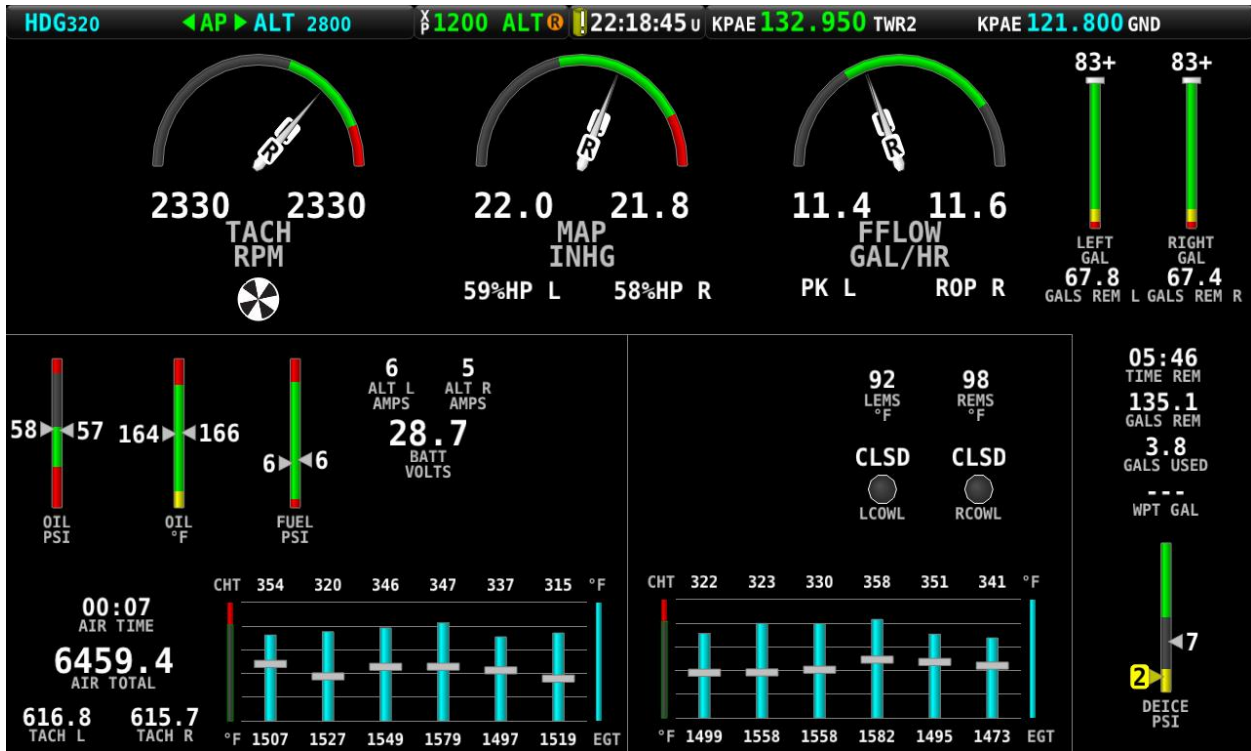 HDG320 AP ALT 2800 XP1200 ALT R ! 22:18:45U KPAE 132.950 TWR2 KPAE 121.800 GND
83+ 83+
R R R
2330 2330 22.0 21.8 11.4 11.6
TACH MAP FFLOW
RPM INHG GAL/HR
LEFT RIGHT
GAL GAL
67.8 67.4
GALS REM L GALS REM R
59%HP L 58%HP R PK L ROP R
58 57 164 166 6 6
OIL OIL FUEL
PSI °F PSI
6 5
ALT L ALT R
AMPS AMPS
28.7
BATT
VOLTS
92 98
LEMS REMS
°F °F
CLSD CLSD
LCOWL RCOWL
05:46
TIME REM
135.1
GALS REM
3.8
GALS USED
---
WPT GAL
7
2
DEICE
PSI
00:07
AIR TIME
6459.4
AIR TOTAL
616.8 615.7
TACH L TACH R
CHT 354 320 346 347 337 315 °F
°F 1507 1527 1549 1579 1497 1519 EGT
CHT 322 323 330 358 351 341 °F
°F 1499 1558 1558 1582 1495 1473 EGT